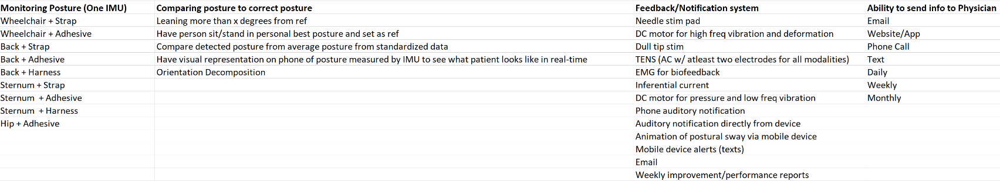 Monitoring Posture (One IMU) Comparing posture to correct posture Feedback/Notification system Ability to send info to Physician
Wheelchair + Strap Leaning more than x degrees from ref Needle stim pad Email
Wheelchair + Adhesive Have person sit/stand in personal best posture and set as ref DC motor for high freq vibration and deformation Website/App
Back + Strap Compare detected posture from average posture from standardized data Dull tip stim Phone Call
Back + Adhesive Have visual representation on phone of posture measured by IMU to see what patient looks like in real-time TENS (AC w/ atleast two electrodes for all modalities) Text
Back + Harness Orientation Decomposition EMG for biofeedback Daily
Sternum + Strap Inferential current Weekly
Sternum + Adhesive DC motor for pressure and low freq vibration Monthly
Sternum + Harness Phone auditory notification
Hip + Adhesive Auditory notification directly from device
Animation of postural sway via mobile device
Mobile device alerts (texts)
Email
Weekly improvement/performance reports